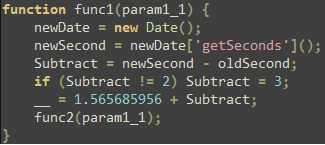 function func1(param1_1) {
    newDate = new Date();
    newSecond = newDate['getSeconds']();
    Subtract = newSecond - oldSecond;
    if (Subtract != 2) Subtract = 3;
    __ = 1.565685956 + Subtract;
    func2(param1_1);
}